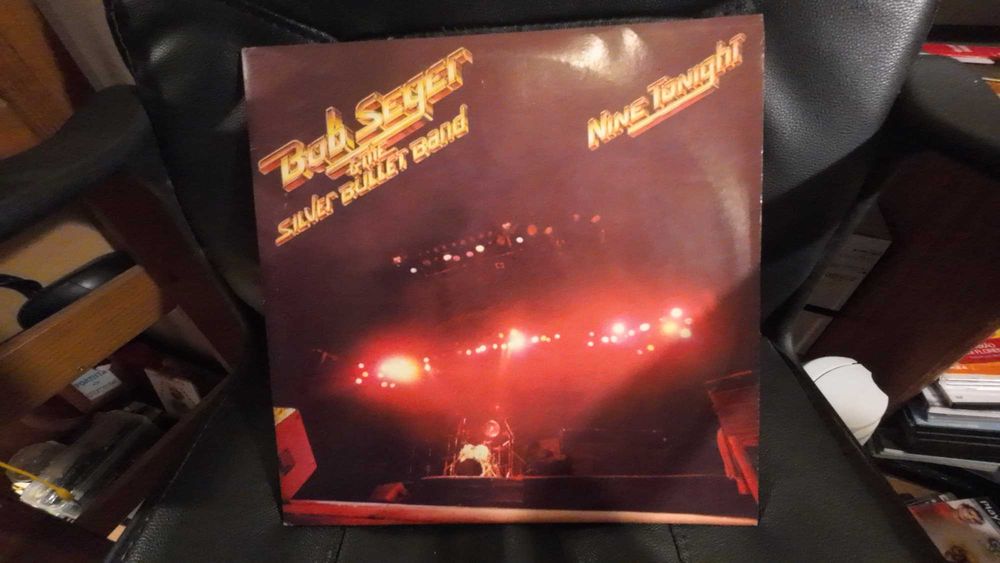 Bob Seger
& THE
SILVER BULLET Band
NINE TONIGHT